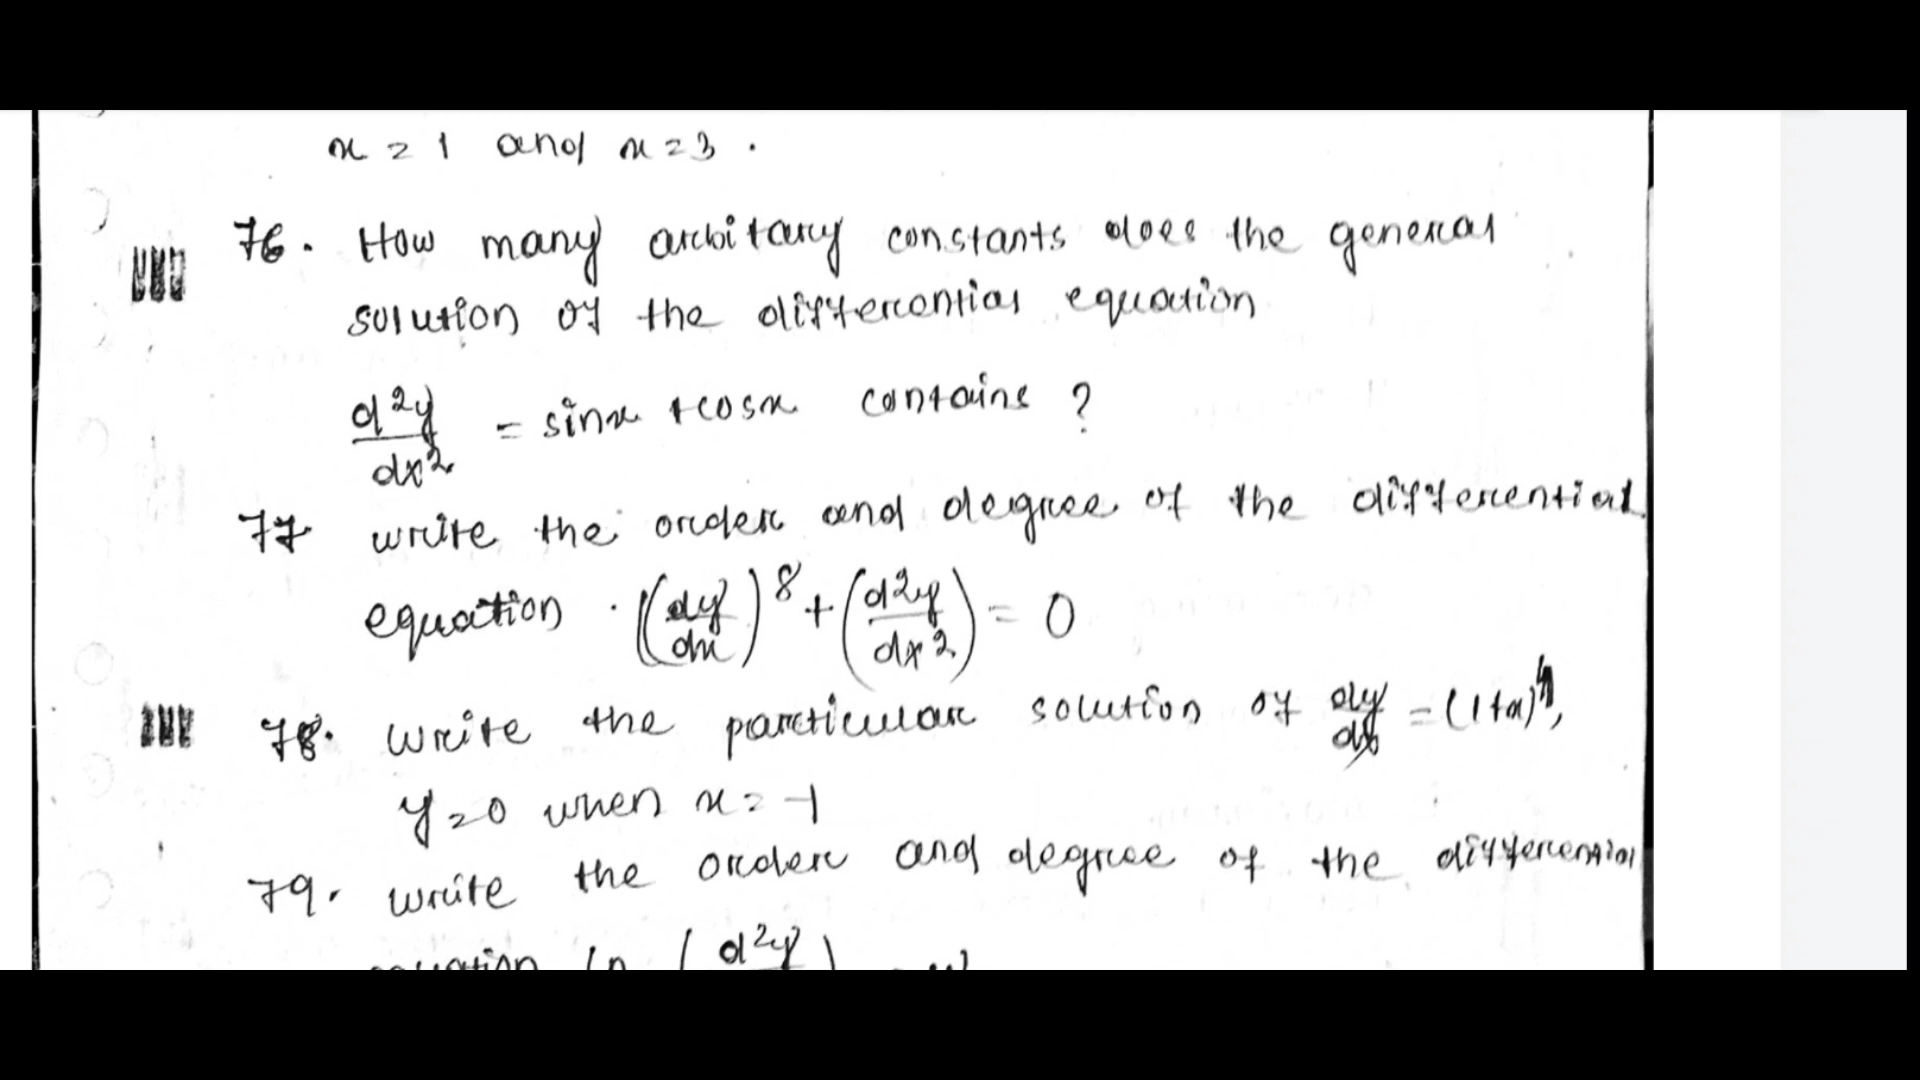 x = 1 and x = 3 .
76. How many arbitary constants does the general
solution of the differential equation
d²y/dx² = sinx + cosx contains ?
77 write the order and degree of the differential
equation . (dy/dx)⁸ + (d²y/dx²) = 0
78. Write the particular solution of dy/dx = (1+x)⁴,
y=0 when x = -1
79. write the order and degree of the differential
equation ln (d²y